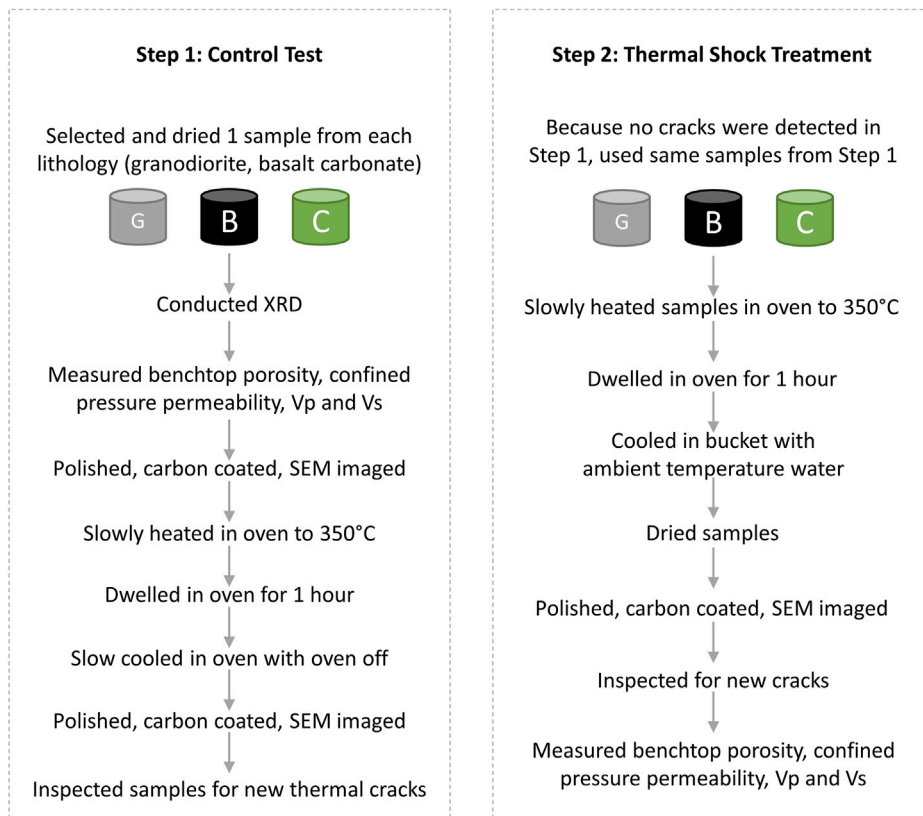 Step 1: Control Test
Selected and dried 1 sample from each
lithology (granodiorite, basalt carbonate)
G
B
C
Conducted XRD
Measured benchtop porosity, confined
pressure permeability, Vp and Vs
Polished, carbon coated, SEM imaged
Slowly heated in oven to 350°C
Dwelled in oven for 1 hour
Slow cooled in oven with oven off
Polished, carbon coated, SEM imaged
Inspected samples for new thermal cracks
Step 2: Thermal Shock Treatment
Because no cracks were detected in
Step 1, used same samples from Step 1
G
B
C
Slowly heated samples in oven to 350°C
Dwelled in oven for 1 hour
Cooled in bucket with
ambient temperature water
Dried samples
Polished, carbon coated, SEM imaged
Inspected for new cracks
Measured benchtop porosity, confined
pressure permeability, Vp and Vs